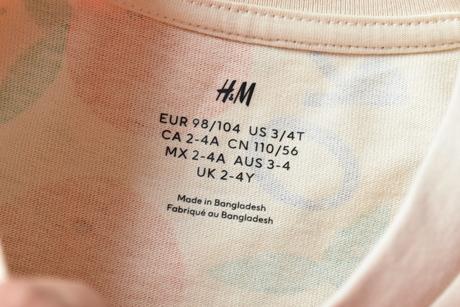 H&M
EUR 98/104 US 3/4T
CA 2-4A CN 110/56
MX 2-4A AUS 3-4
UK 2-4Y
Made in Bangladesh
Fabriqué au Bangladesh